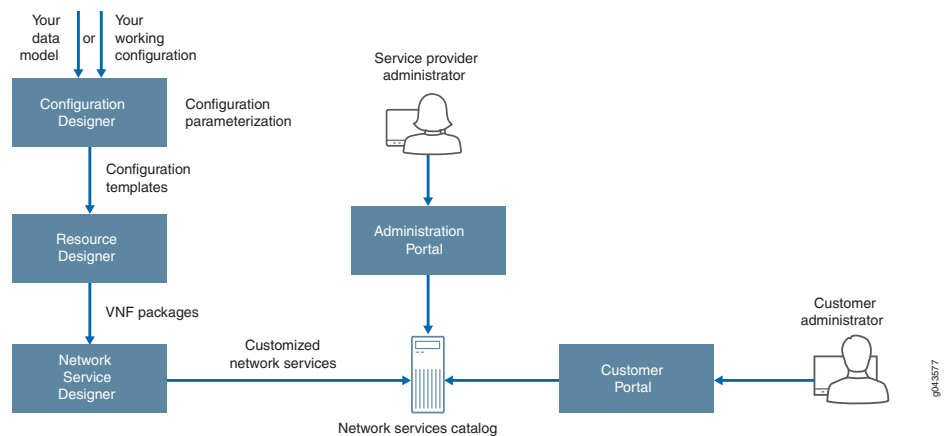 Your
data
model
or
Your
working
configuration
Configuration
Designer
Configuration
parameterization
Configuration
templates
Resource
Designer
VNF packages
Network
Service
Designer
Customized
network services
Service provider
administrator
Administration
Portal
Network services catalog
Customer
Portal
Customer
administrator
g043577